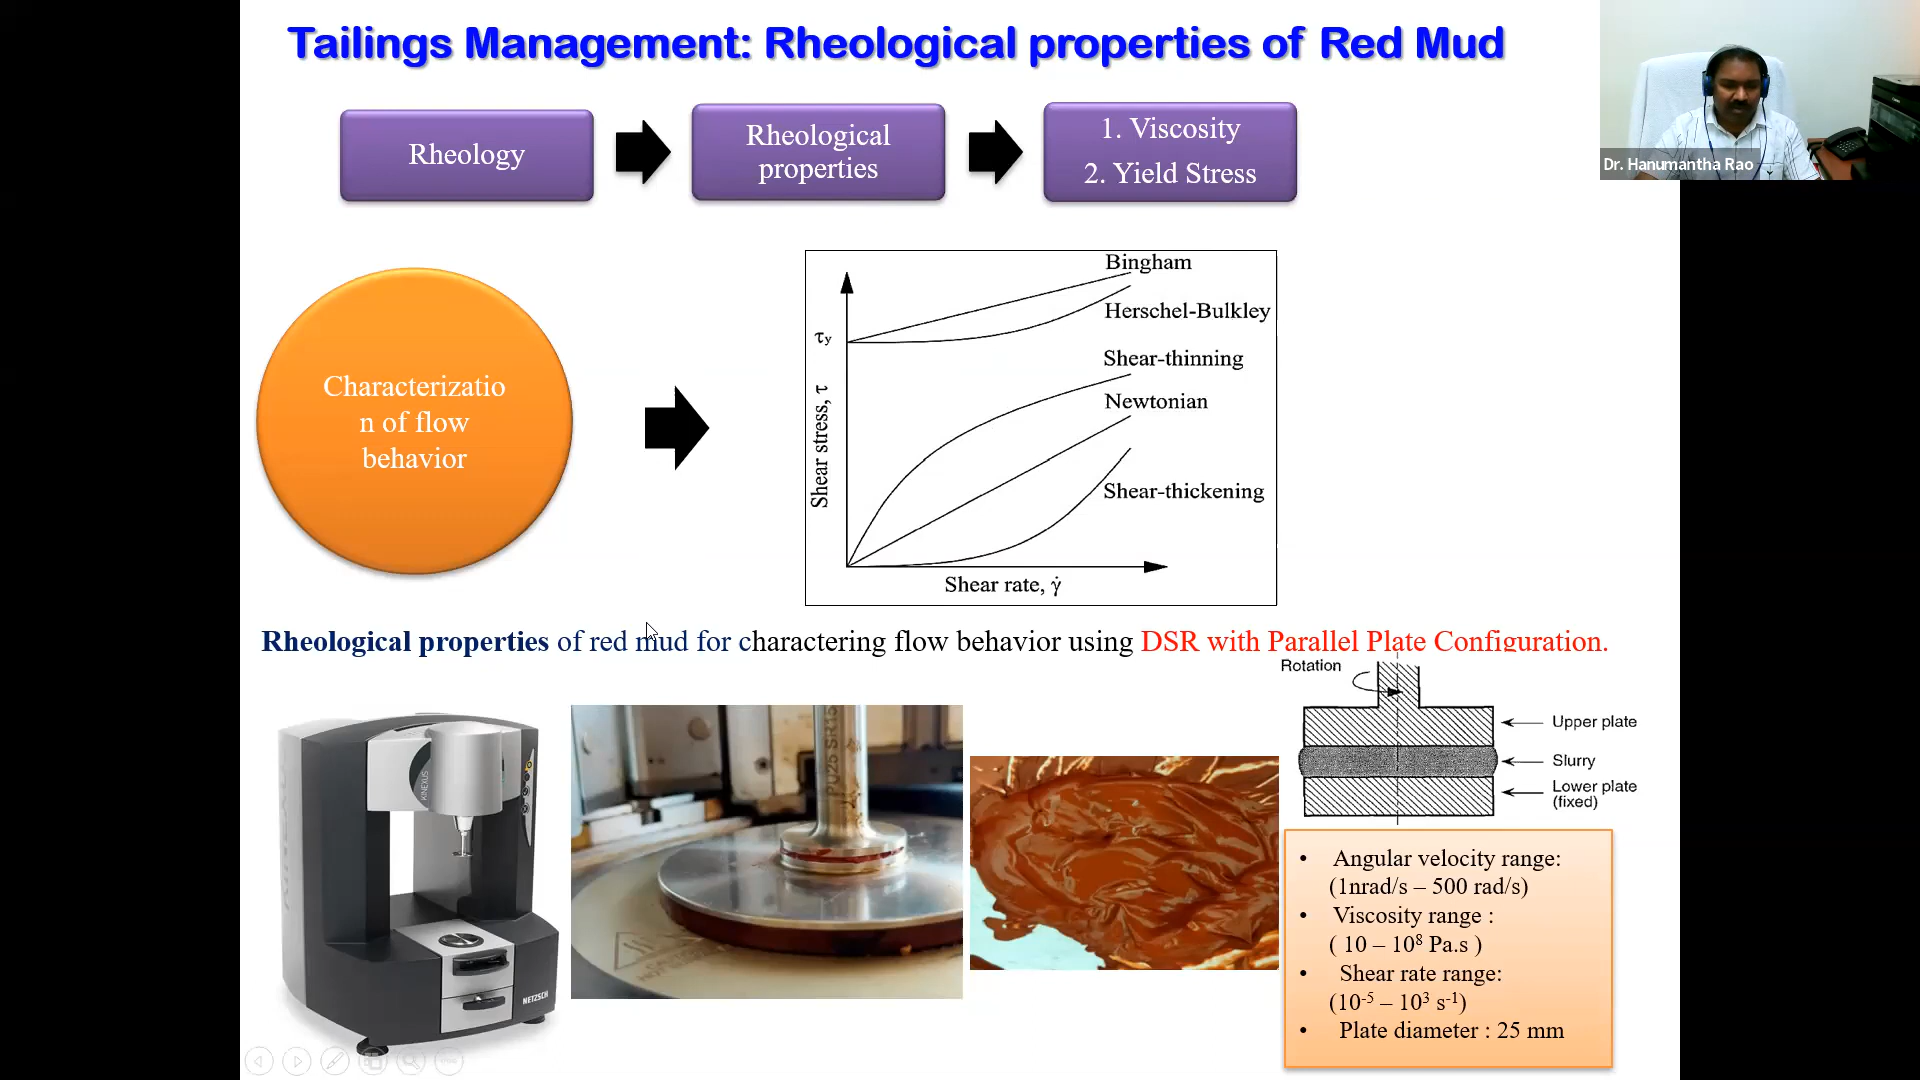 Tailings Management: Rheological properties of Red Mud
Dr. Hanumantha Rao
Rheology
Rheological
properties
1. Viscosity
2. Yield Stress
Characterizatio
n of flow
behavior
Bingham
Herschel-Bulkley
τy
Shear-thinning
Newtonian
Shear stress, τ
Shear-thickening
Shear rate, γ̇
Rheological properties of red mud for charactering flow behavior using DSR with Parallel Plate Configuration.
Rotation
Upper plate
Slurry
Lower plate
(fixed)
KINEXUS
NETZSCH
• Angular velocity range:
(1nrad/s – 500 rad/s)
• Viscosity range :
( 10 – 10⁸ Pa.s )
• Shear rate range:
(10⁻⁵ – 10³ s⁻¹)
• Plate diameter : 25 mm